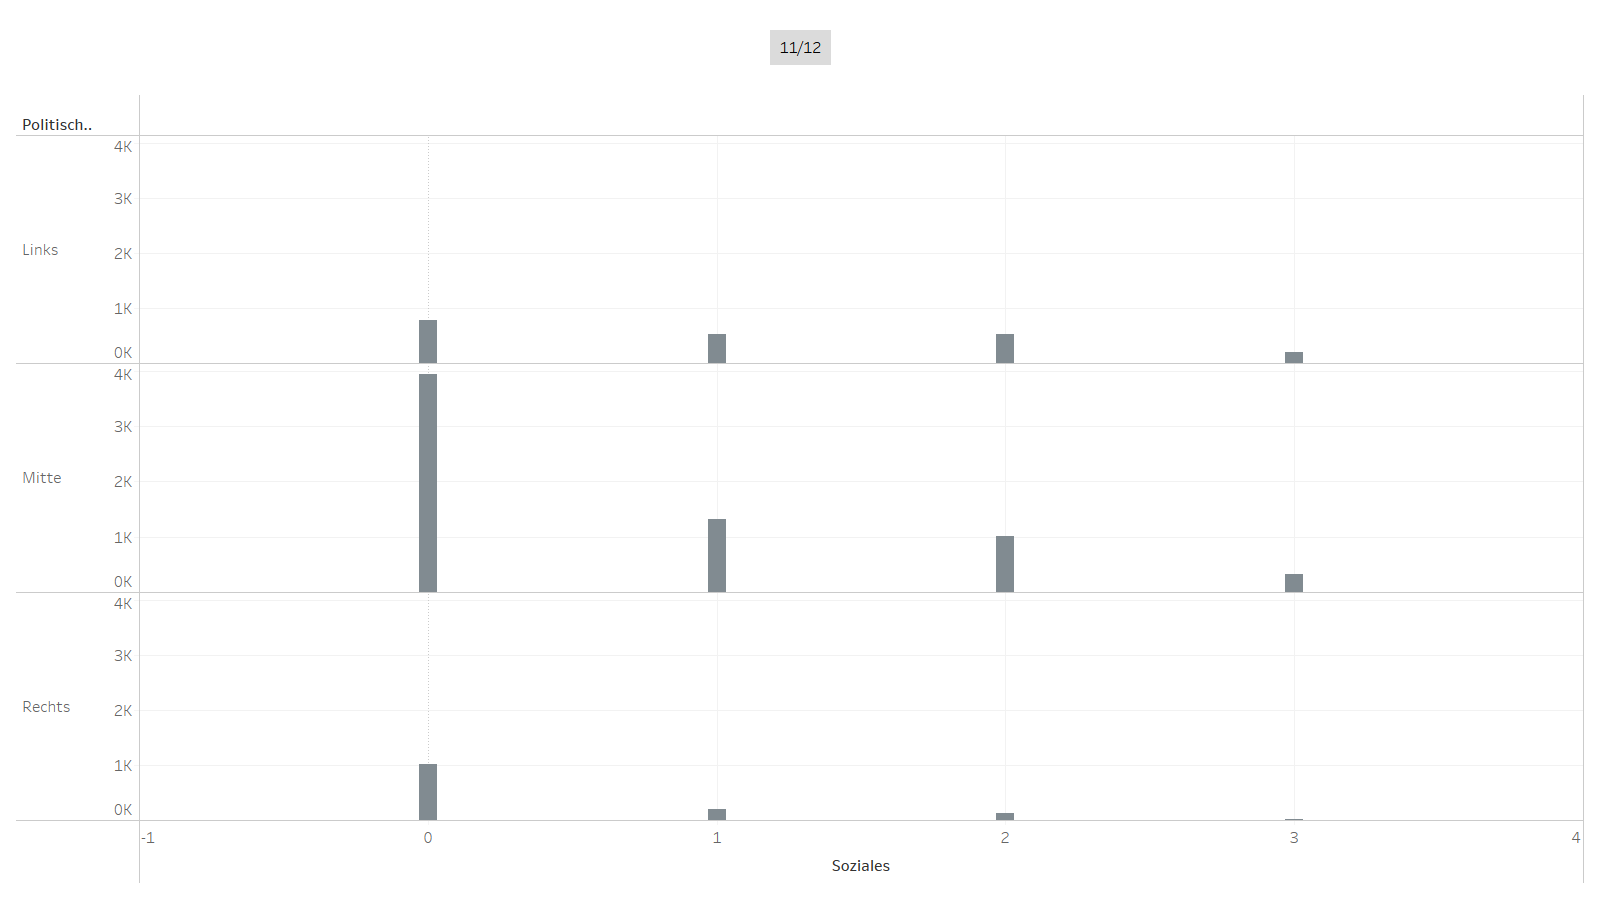 11/12
Politisch..
4K
3K
Links
2K
1K
0K
4K
3K
Mitte
2K
1K
0K
4K
3K
Rechts
2K
1K
0K
-1 0 1 2 3 4
Soziales